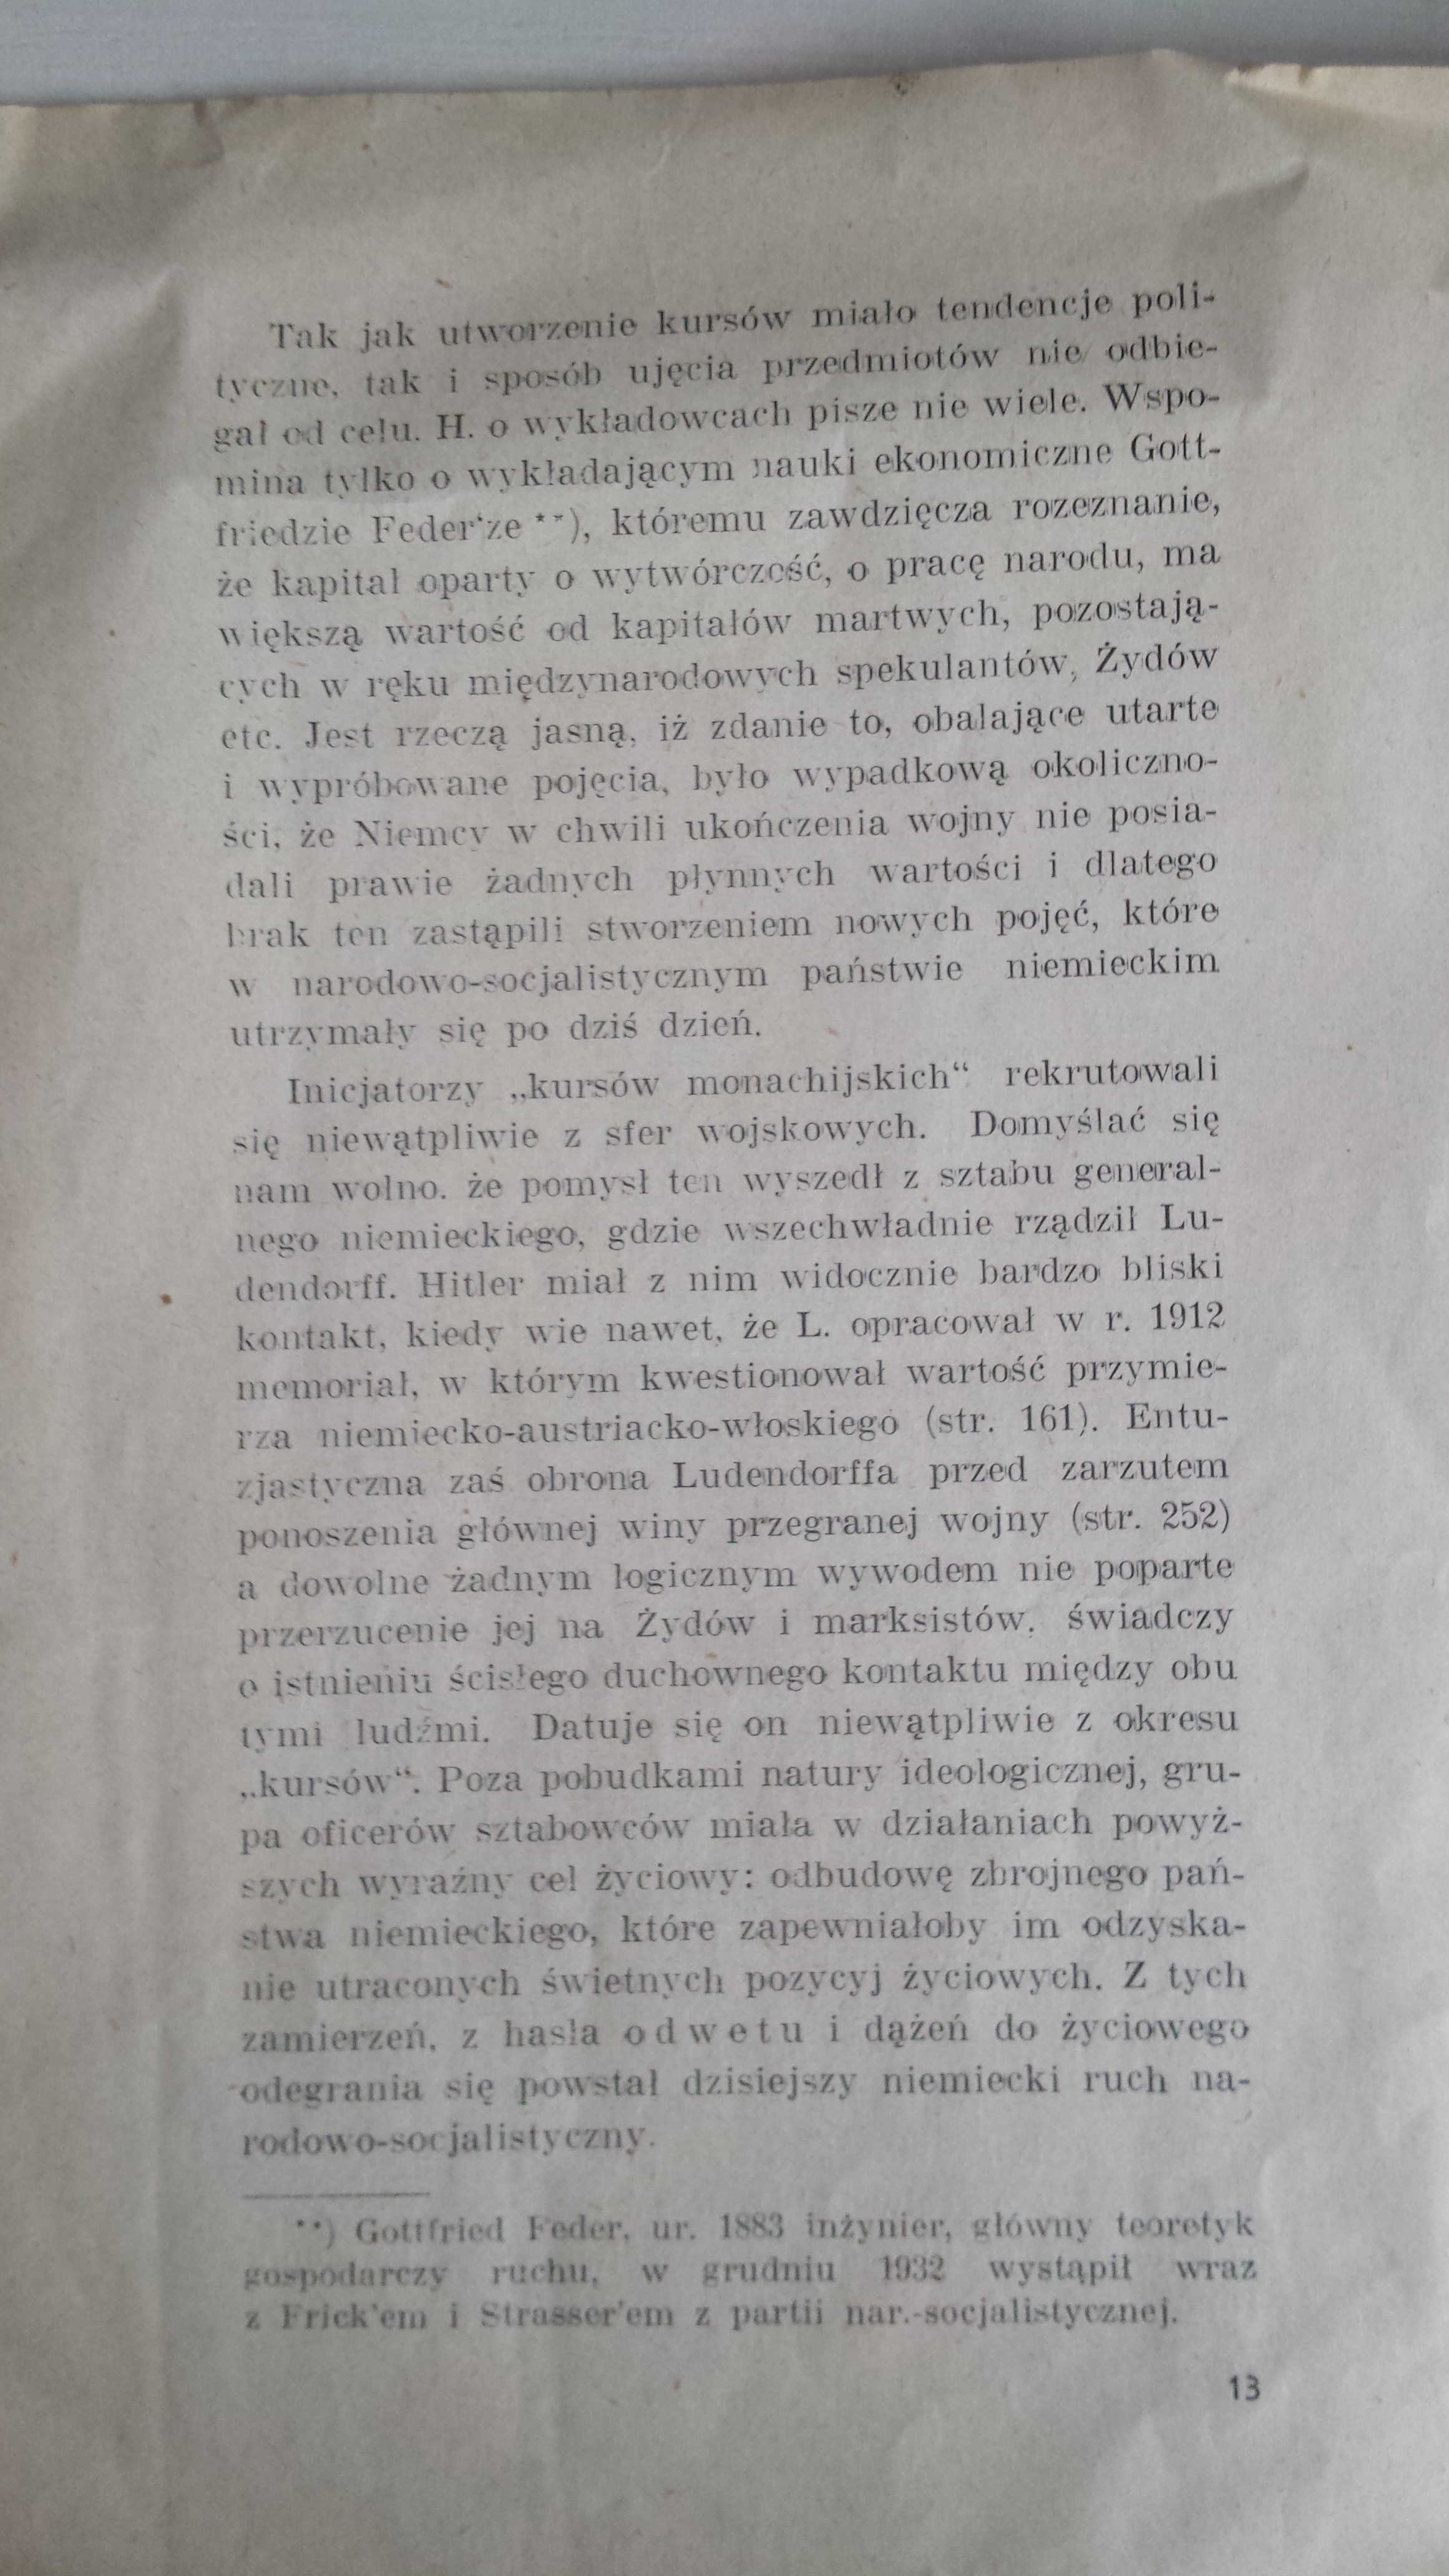 Tak jak utworzenie kursów miało tendencje poli-
tyczne, tak i sposób ujęcia przedmiotów nie odbie-
gał od celu. H. o wykładowcach pisze nie wiele. Wspo-
mina tylko o wykładającym nauki ekonomiczne Gott-
friedzie Feder'ze **), któremu zawdzięcza rozeznanie,
że kapitał oparty o wytwórczość, o pracę narodu, ma
większą wartość od kapitałów martwych, pozostają-
cych w ręku międzynarodowych spekulantów, Żydów
etc. Jest rzeczą jasną, iż zdanie to, obalające utarte
i wypróbowane pojęcia, było wypadkową okoliczno-
ści, że Niemcy w chwili ukończenia wojny nie posia-
dali prawie żadnych płynnych wartości i dlatego
brak ten zastąpili stworzeniem nowych pojęć, które
w narodowo-socjalistycznym państwie niemieckim
utrzymały się po dziś dzień.
Inicjatorzy „kursów monachijskich“ rekrutowali
się niewątpliwie z sfer wojskowych. Domyślać się
nam wolno. że pomysł ten wyszedł z sztabu general-
nego niemieckiego, gdzie wszechwładnie rządził Lu-
dendorff. Hitler miał z nim widocznie bardzo bliski
kontakt, kiedy wie nawet, że L. opracował w r. 1912
memoriał, w którym kwestionował wartość przymie-
rza niemiecko-austriacko-włoskiego (str. 161). Entu-
zjastyczna zaś obrona Ludendorffa przed zarzutem
ponoszenia głównej winy przegranej wojny (str. 252)
a dowolne żadnym logicznym wywodem nie poparte
przerzucenie jej na Żydów i marksistów, świadczy
o istnieniu ścisłego duchownego kontaktu między obu
tymi ludźmi. Datuje się on niewątpliwie z okresu
„kursów“. Poza pobudkami natury ideologicznej, gru-
pa oficerów sztabowców miała w działaniach powyż-
szych wyraźny cel życiowy: odbudowę zbrojnego pań-
stwa niemieckiego, które zapewniałoby im odzyska-
nie utraconych świetnych pozycyj życiowych. Z tych
zamierzeń, z hasła odwetu i dążeń do życiowego
odegrania się powstał dzisiejszy niemiecki ruch na-
rodowo-socjalistyczny.
**) Gottfried Feder, ur. 1883 inżynier, główny teoretyk
gospodarczy ruchu, w grudniu 1932 wystąpił wraz
z Frick'em i Strasser'em z partii nar.-socjalistycznej.
13